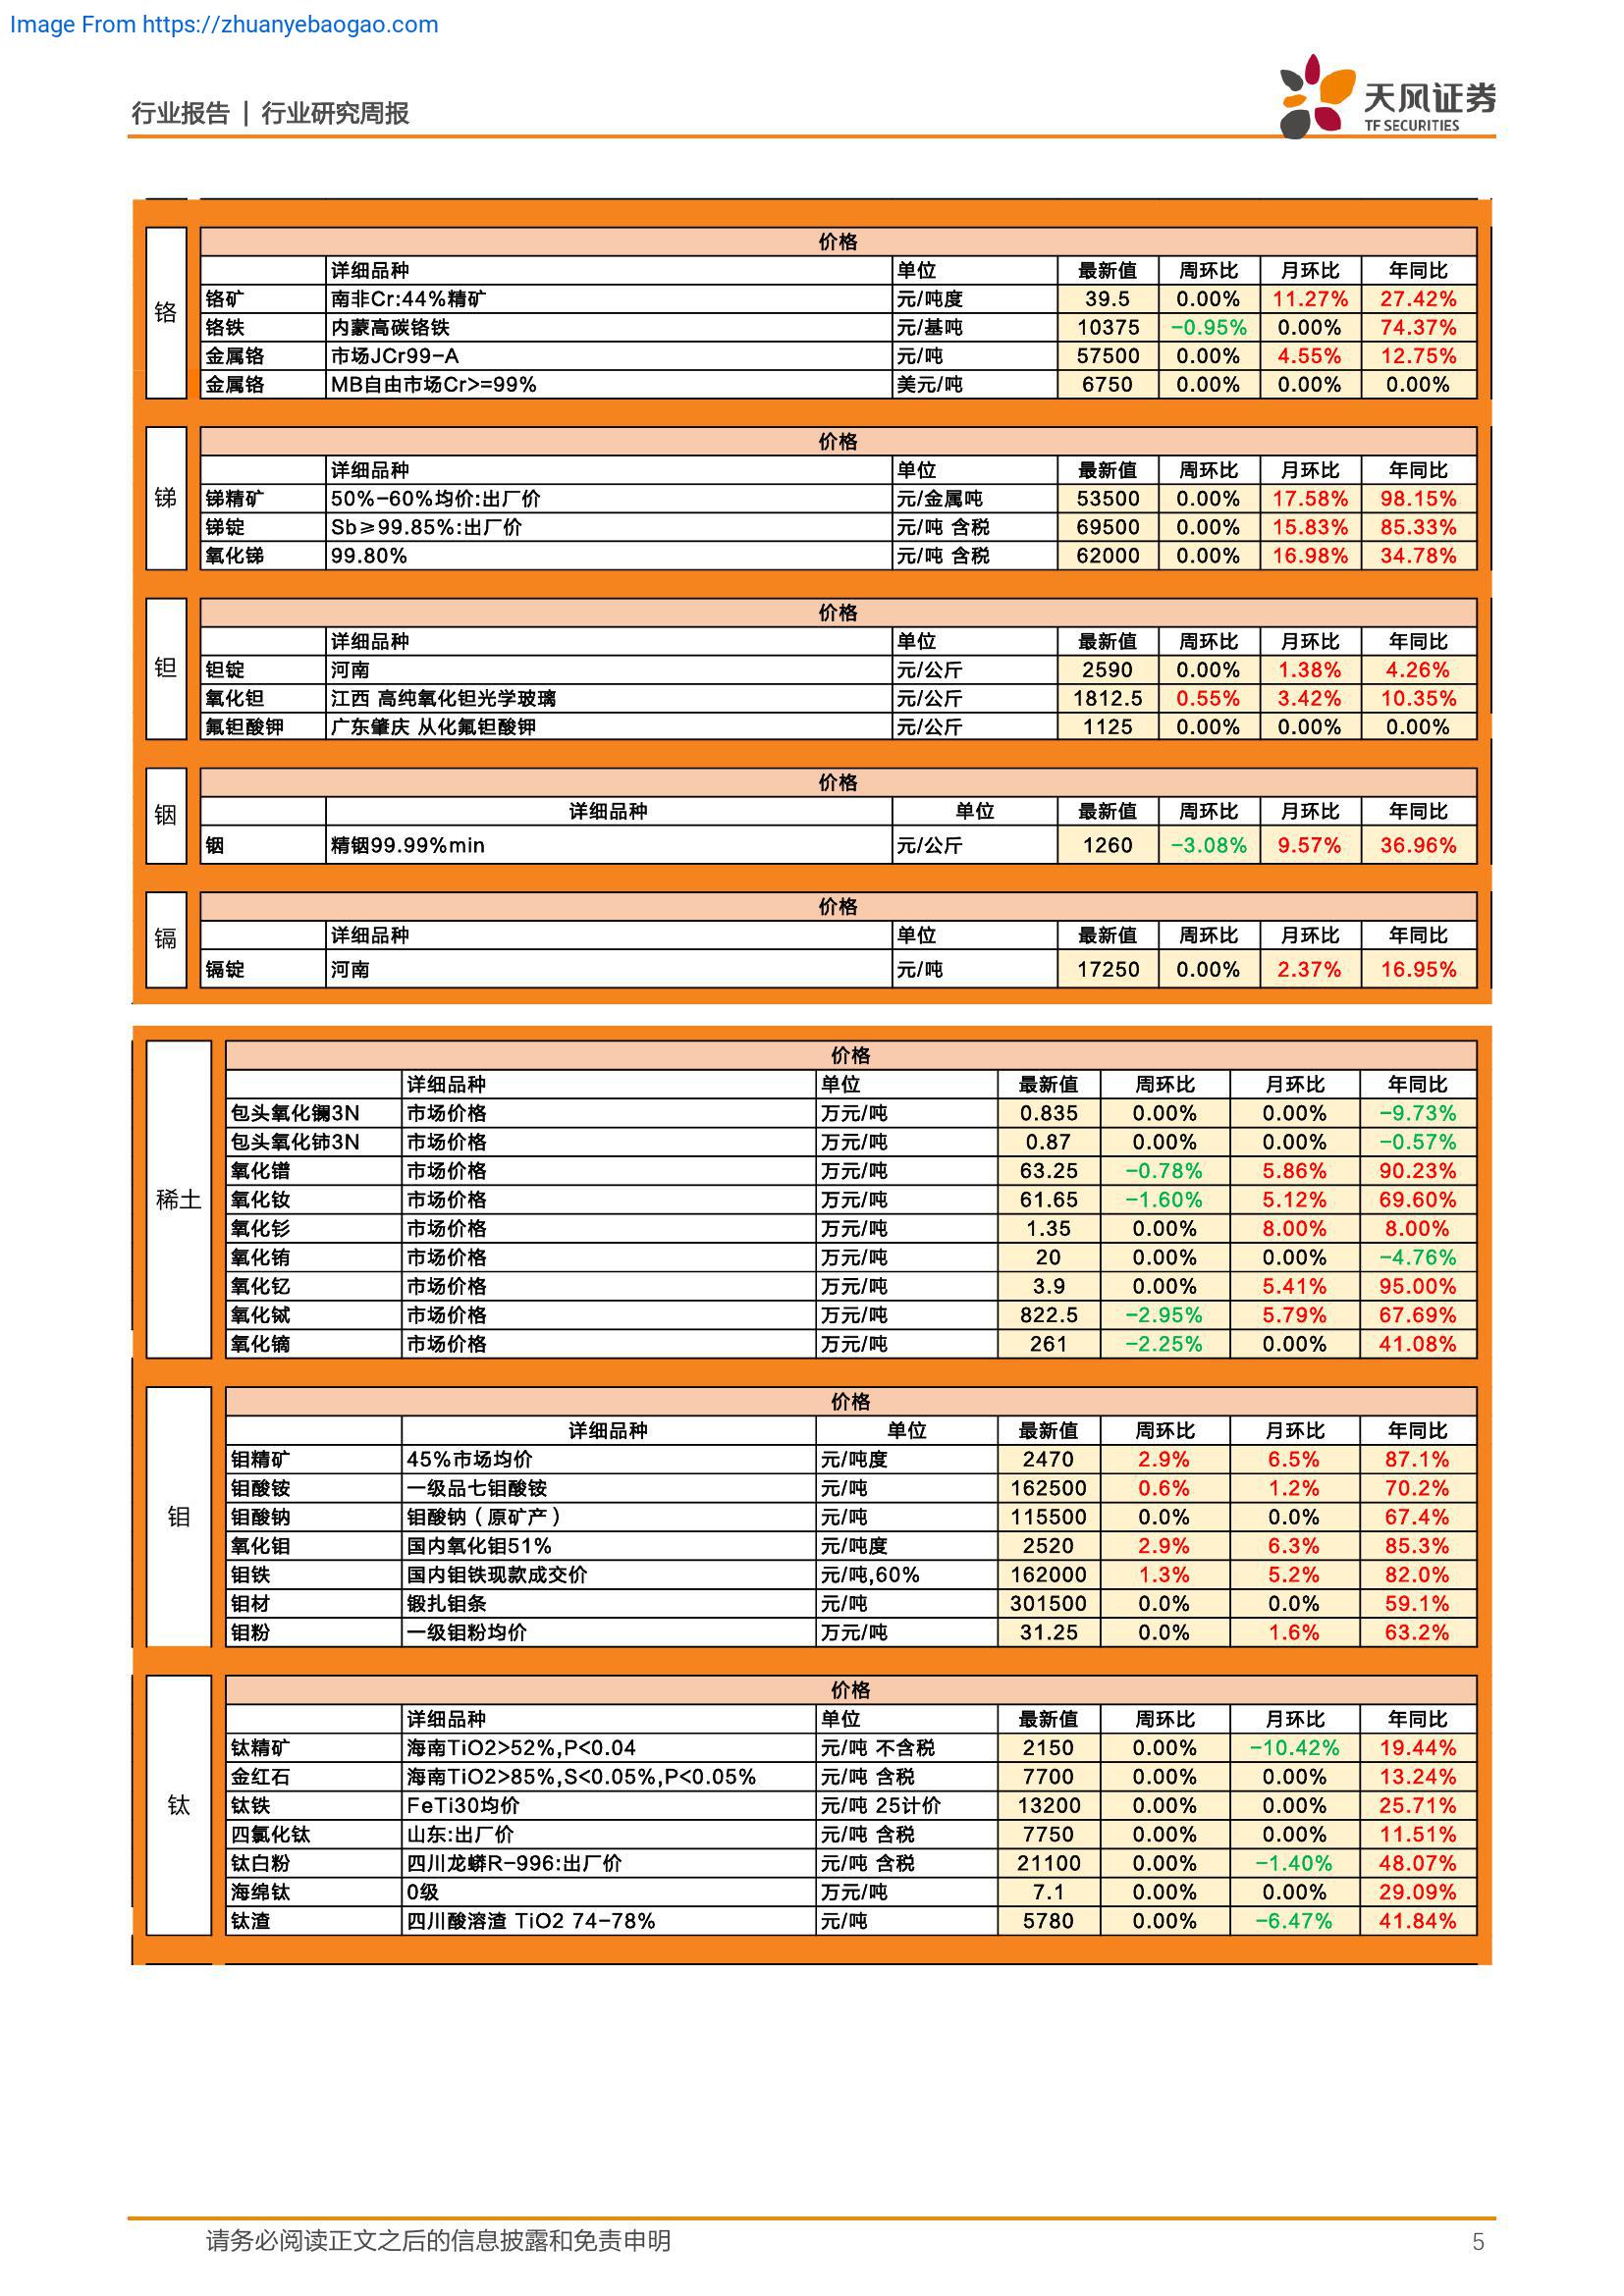 Image From https://zhuanyebaogao.com
行业报告 | 行业研究周报
天风证券
TF SECURITIES
铬
价格
详细品种 单位 最新值 周环比 月环比 年同比
铬矿 南非Cr:44%精矿 元/吨度 39.5 0.00% 11.27% 27.42%
铬铁 内蒙高碳铬铁 元/基吨 10375 -0.95% 0.00% 74.37%
金属铬 市场JCr99-A 元/吨 57500 0.00% 4.55% 12.75%
金属铬 MB自由市场Cr>=99% 美元/吨 6750 0.00% 0.00% 0.00%
锑
价格
详细品种 单位 最新值 周环比 月环比 年同比
锑精矿 50%-60%均价:出厂价 元/金属吨 53500 0.00% 17.58% 98.15%
锑锭 Sb≥99.85%:出厂价 元/吨 含税 69500 0.00% 15.83% 85.33%
氧化锑 99.80% 元/吨 含税 62000 0.00% 16.98% 34.78%
钽
价格
详细品种 单位 最新值 周环比 月环比 年同比
钽锭 河南 元/公斤 2590 0.00% 1.38% 4.26%
氧化钽 江西 高纯氧化钽光学玻璃 元/公斤 1812.5 0.55% 3.42% 10.35%
氟钽酸钾 广东肇庆 从化氟钽酸钾 元/公斤 1125 0.00% 0.00% 0.00%
铟
价格
详细品种 单位 最新值 周环比 月环比 年同比
铟 精铟99.99%min 元/公斤 1260 -3.08% 9.57% 36.96%
镉
价格
详细品种 单位 最新值 周环比 月环比 年同比
镉锭 河南 元/吨 17250 0.00% 2.37% 16.95%
稀土
价格
详细品种 单位 最新值 周环比 月环比 年同比
包头氧化镧3N 市场价格 万元/吨 0.835 0.00% 0.00% -9.73%
包头氧化铈3N 市场价格 万元/吨 0.87 0.00% 0.00% -0.57%
氧化镨 市场价格 万元/吨 63.25 -0.78% 5.86% 90.23%
氧化钕 市场价格 万元/吨 61.65 -1.60% 5.12% 69.60%
氧化钐 市场价格 万元/吨 1.35 0.00% 8.00% 8.00%
氧化铕 市场价格 万元/吨 20 0.00% 0.00% -4.76%
氧化钇 市场价格 万元/吨 3.9 0.00% 5.41% 95.00%
氧化铽 市场价格 万元/吨 822.5 -2.95% 5.79% 67.69%
氧化镝 市场价格 万元/吨 261 -2.25% 0.00% 41.08%
钼
价格
详细品种 单位 最新值 周环比 月环比 年同比
钼精矿 45%市场均价 元/吨度 2470 2.9% 6.5% 87.1%
钼酸铵 一级品七钼酸铵 元/吨 162500 0.6% 1.2% 70.2%
钼酸钠 钼酸钠（原矿产） 元/吨 115500 0.0% 0.0% 67.4%
氧化钼 国内氧化钼51% 元/吨度 2520 2.9% 6.3% 85.3%
钼铁 国内钼铁现款成交价 元/吨,60% 162000 1.3% 5.2% 82.0%
钼材 锻扎钼条 元/吨 301500 0.0% 0.0% 59.1%
钼粉 一级钼粉均价 万元/吨 31.25 0.0% 1.6% 63.2%
钛
价格
详细品种 单位 最新值 周环比 月环比 年同比
钛精矿 海南TiO2>52%,P<0.04 元/吨 不含税 2150 0.00% -10.42% 19.44%
金红石 海南TiO2>85%,S<0.05%,P<0.05% 元/吨 含税 7700 0.00% 0.00% 13.24%
钛铁 FeTi30均价 元/吨 25计价 13200 0.00% 0.00% 25.71%
四氯化钛 山东:出厂价 元/吨 含税 7750 0.00% 0.00% 11.51%
钛白粉 四川龙蟒R-996:出厂价 元/吨 含税 21100 0.00% -1.40% 48.07%
海绵钛 0级 万元/吨 7.1 0.00% 0.00% 29.09%
钛渣 四川酸溶渣 TiO2 74-78% 元/吨 5780 0.00% -6.47% 41.84%
请务必阅读正文之后的信息披露和免责申明 5